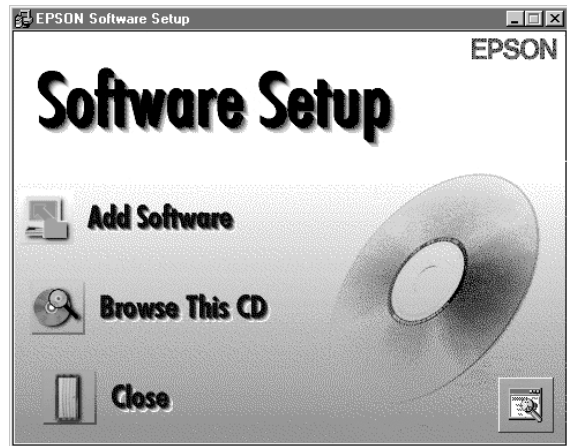 EPSON Software Setup
EPSON
Software Setup
Add Software
Browse This CD
Close